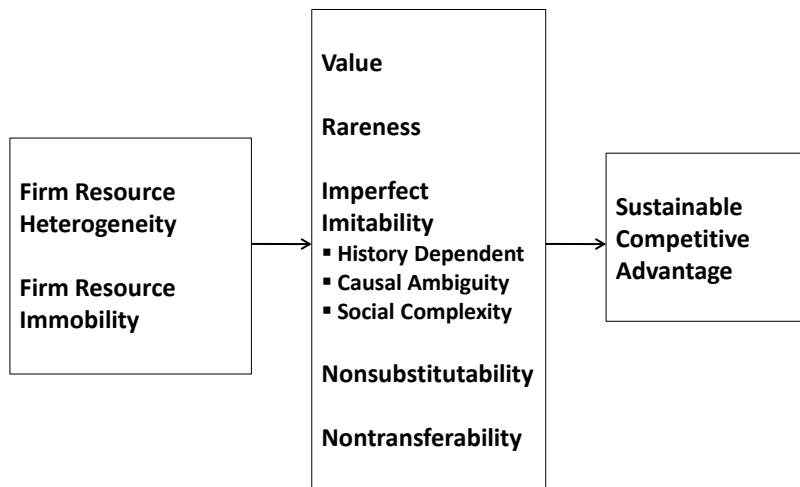 Firm Resource
Heterogeneity
Firm Resource
Immobility
Value
Rareness
Imperfect
Imitability
▪ History Dependent
▪ Causal Ambiguity
▪ Social Complexity
Nonsubstitutability
Nontransferability
Sustainable
Competitive
Advantage